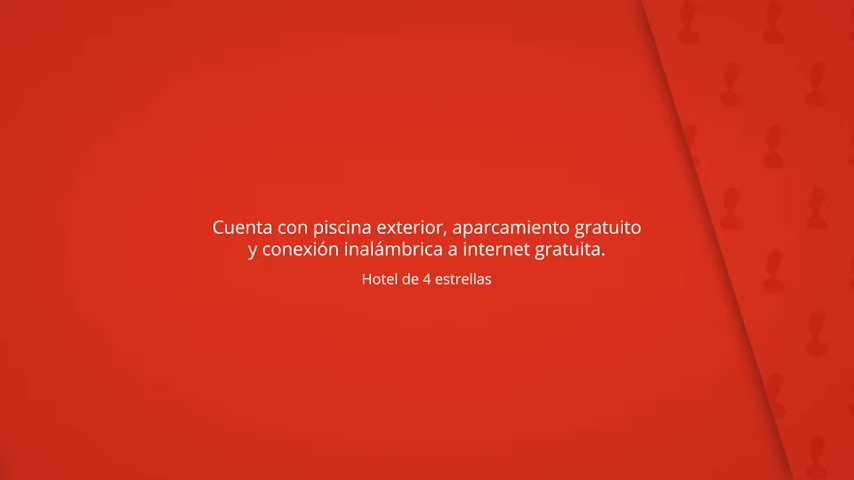 Cuenta con piscina exterior, aparcamiento gratuito
y conexión inalámbrica a internet gratuita.
Hotel de 4 estrellas